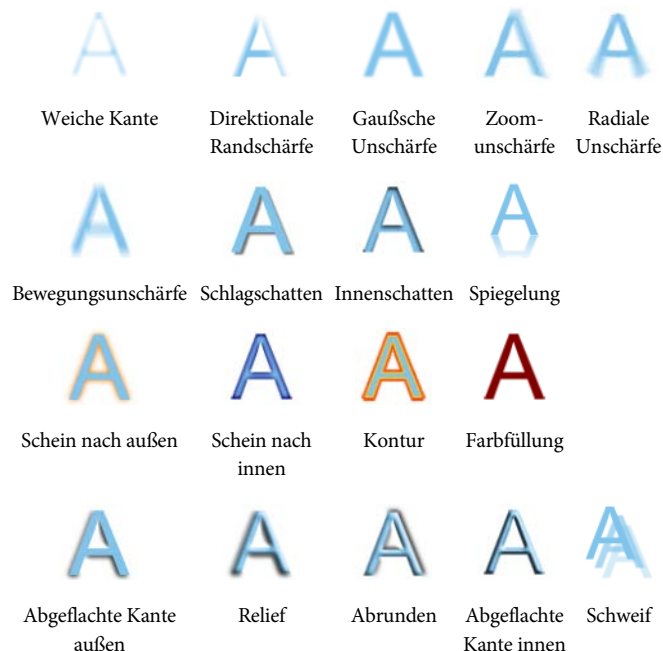 A A A A A
Weiche Kante Direktionale Gaußsche Zoom- Radiale
Randschärfe Unschärfe unschärfe Unschärfe
A A A A
Bewegungsunschärfe Schlagschatten Innenschatten Spiegelung
A A A A
Schein nach außen Schein nach Kontur Farbfüllung
innen
A A A A A
Abgeflachte Kante Relief Abrunden Abgeflachte Schweif
außen Kante innen